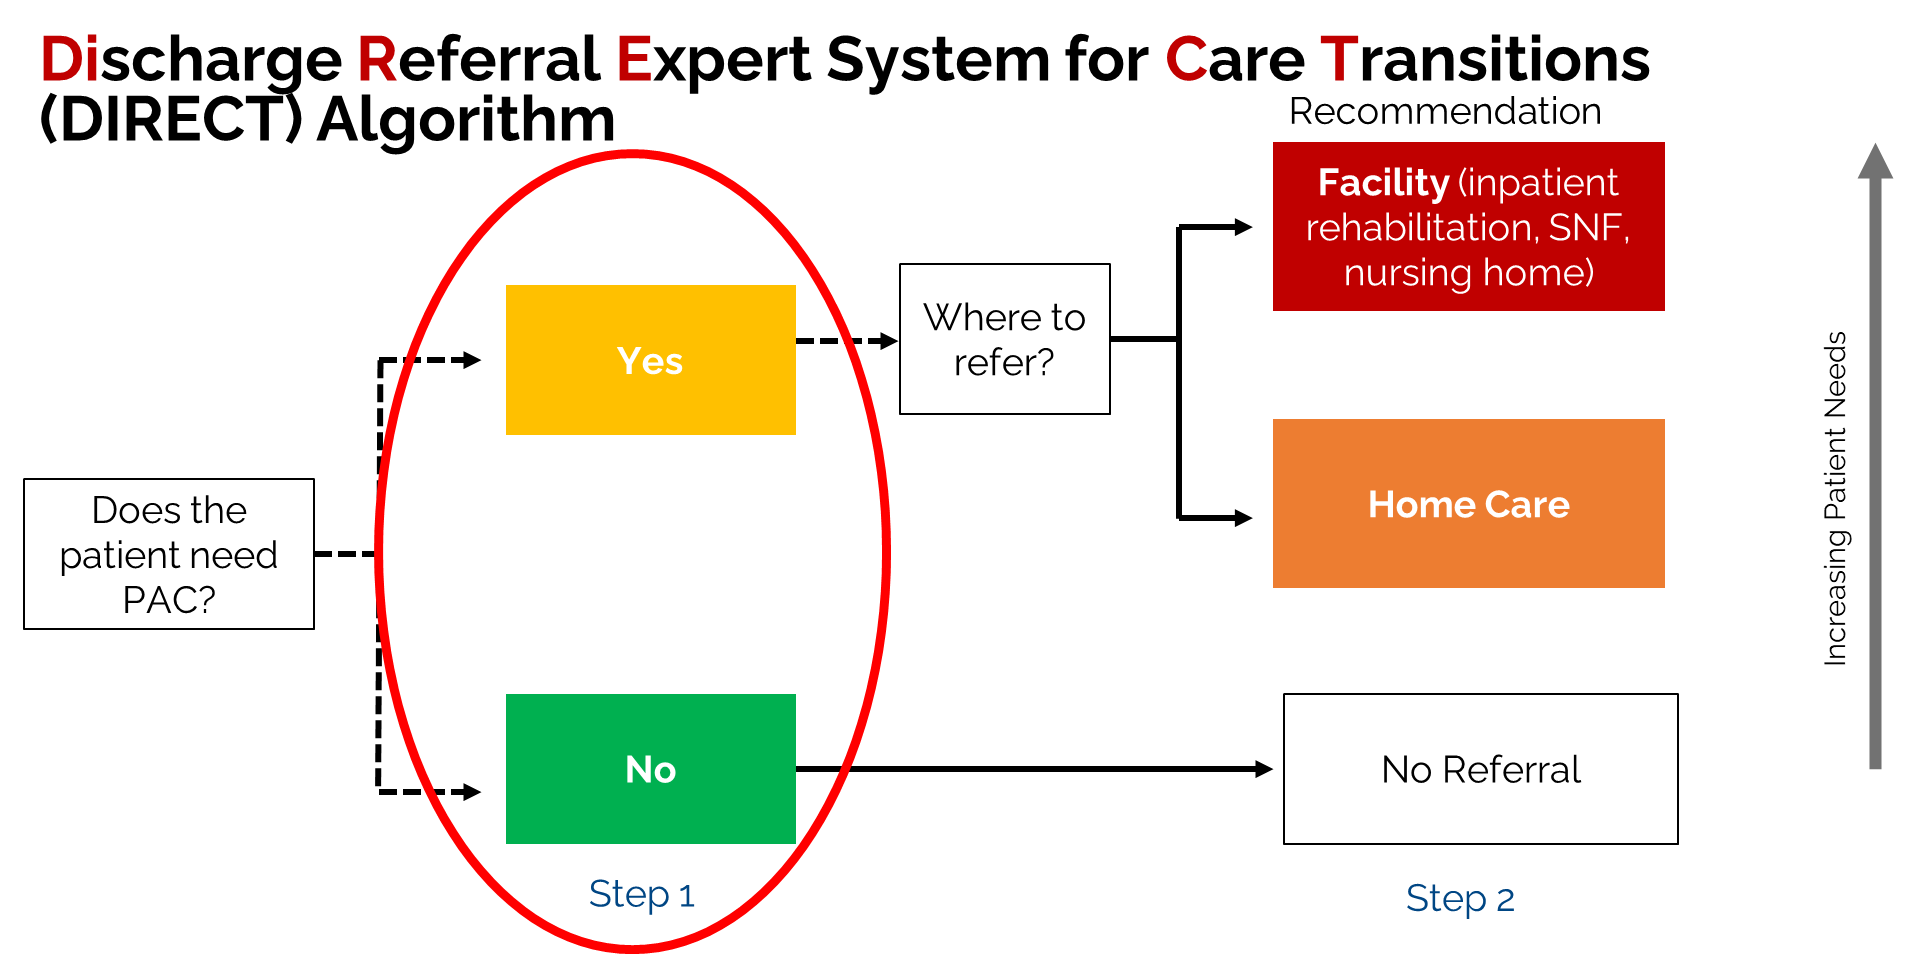 Discharge Referral Expert System for Care Transitions
(DIRECT) Algorithm
Recommendation
Facility (inpatient
rehabilitation, SNF,
nursing home)
Where to
refer?
Yes
Home Care
Does the
patient need
PAC?
No
No Referral
Step 1
Step 2
Increasing Patient Needs